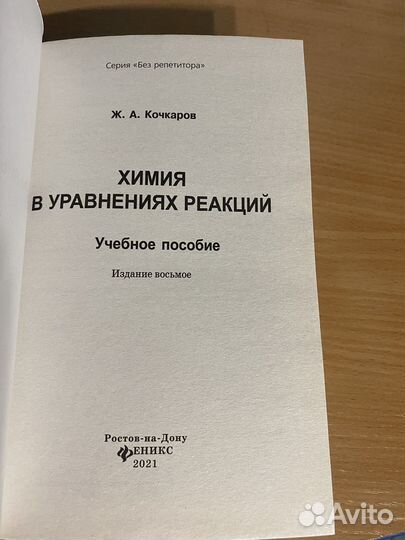 Серия «Без репетитора»
Ж. А. Кочкаров
ХИМИЯ
В УРАВНЕНИЯХ РЕАКЦИЙ
Учебное пособие
Издание восьмое
Ростов-на-Дону
ФЕНИКС
2021
Avito